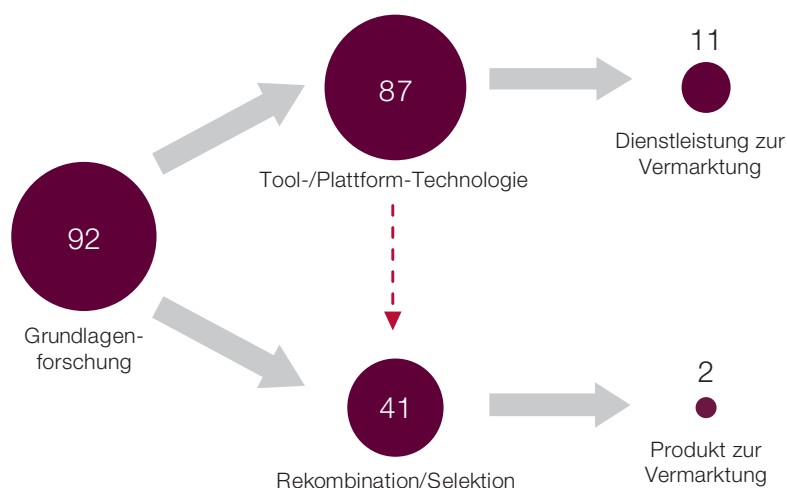 11
87
Dienstleistung zur
Vermarktung
Tool-/Plattform-Technologie
92
Grundlagen-
forschung
2
41
Produkt zur
Vermarktung
Rekombination/Selektion